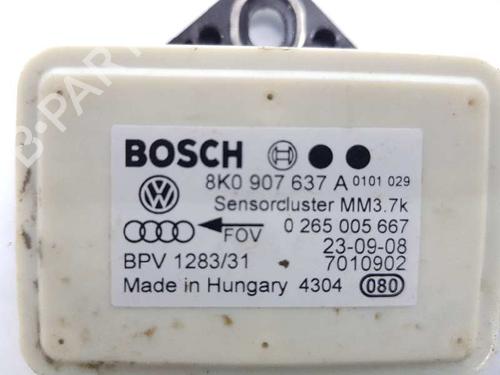 BOSCH
8K0 907 637 A 0101 029
Sensorcluster MM3.7k
FOV 0 265 005 667
23-09-08
BPV 1283/31 7010902
Made in Hungary 4304 080